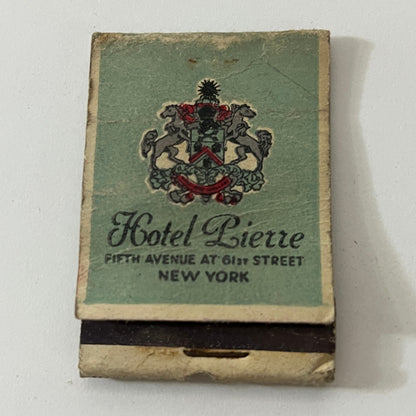 Hotel Pierre
FIFTH AVENUE AT 61ST STREET
NEW YORK